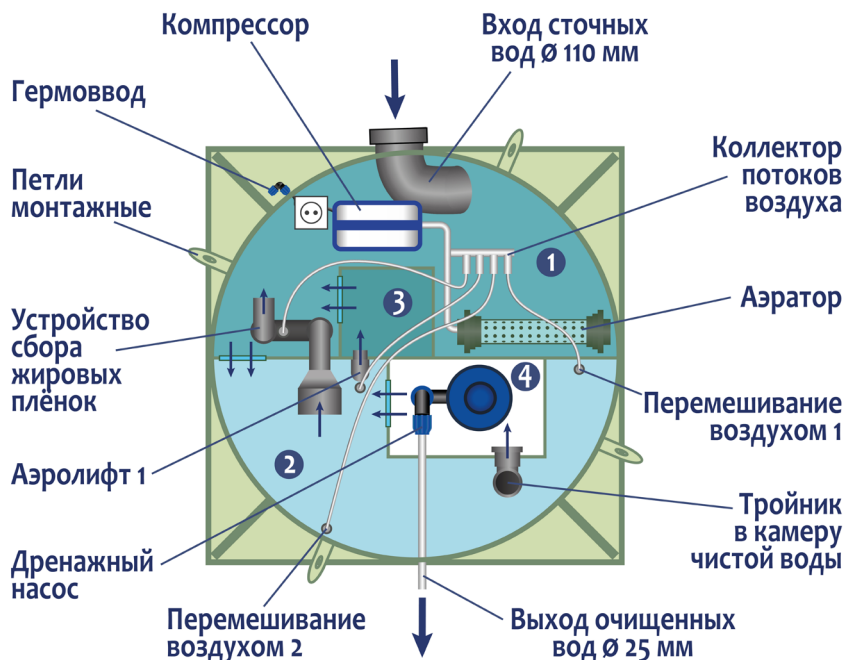 Компрессор
Вход сточных
вод Ø 110 мм
Гермоввод
Петли
монтажные
Коллектор
потоков
воздуха
1
3
Аэратор
Устройство
сбора
жировых
плёнок
4
Перемешивание
воздухом 1
2
Аэролифт 1
Тройник
в камеру
чистой воды
Дренажный
насос
Перемешивание
воздухом 2
Выход очищенных
вод Ø 25 мм